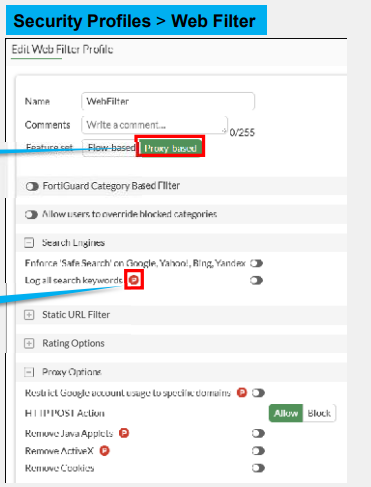 Security Profiles > Web Filter
Edit Web Filter Profile
Name WebFilter
Comments Write a comment... 0/255
Feature set Flow-based Proxy-based
FortiGuard Category Based Filter
Allow users to override blocked categories
Search Engines
Enforce 'Safe Search' on Google, Yahoo!, Bing, Yandex
Log all search keywords P
Static URL Filter
Rating Options
Proxy Options
Restrict Google account usage to specific domains P
HTTP POST Action Allow Block
Remove Java Applets P
Remove ActiveX P
Remove Cookies